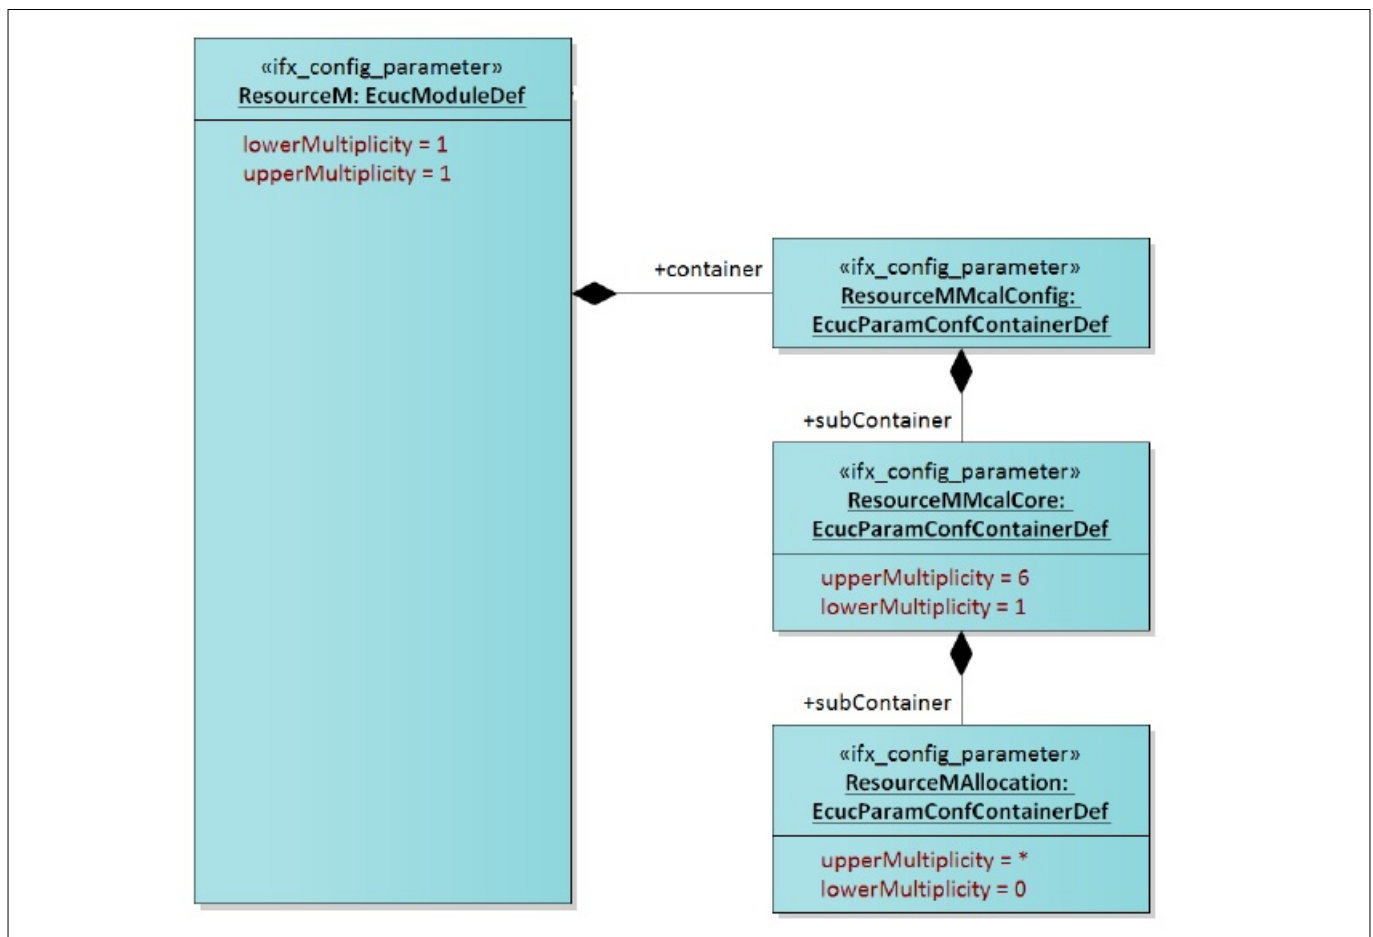 «ifx_config_parameter»
ResourceM: EcucModuleDef
lowerMultiplicity = 1
upperMultiplicity = 1
+container
«ifx_config_parameter»
ResourceMMcalConfig:
EcucParamConfContainerDef
+subContainer
«ifx_config_parameter»
ResourceMMcalCore:
EcucParamConfContainerDef
upperMultiplicity = 6
lowerMultiplicity = 1
+subContainer
«ifx_config_parameter»
ResourceMAllocation:
EcucParamConfContainerDef
upperMultiplicity = *
lowerMultiplicity = 0